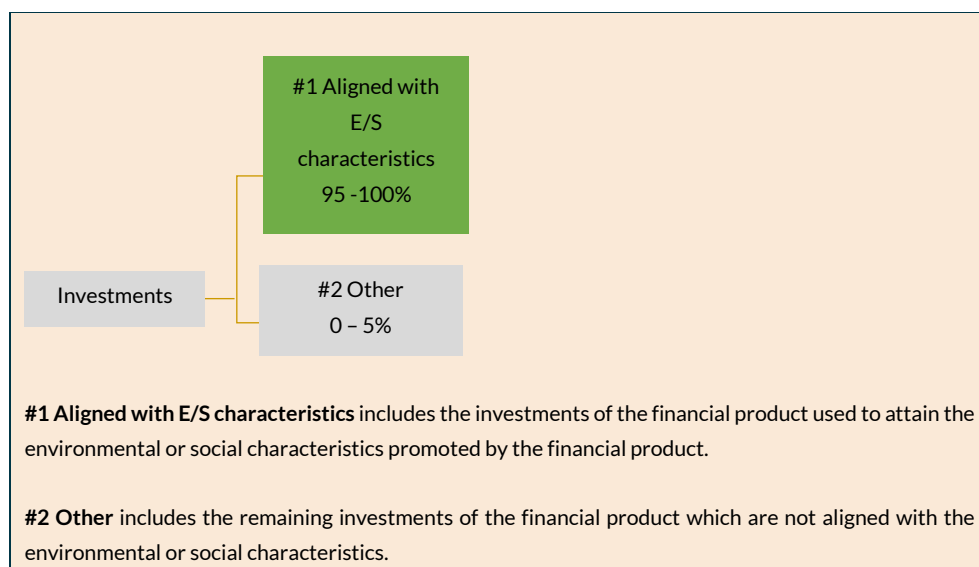 #1 Aligned with
E/S
characteristics
95 -100%
Investments
#2 Other
0 – 5%
#1 Aligned with E/S characteristics includes the investments of the financial product used to attain the
environmental or social characteristics promoted by the financial product.
#2 Other includes the remaining investments of the financial product which are not aligned with the
environmental or social characteristics.